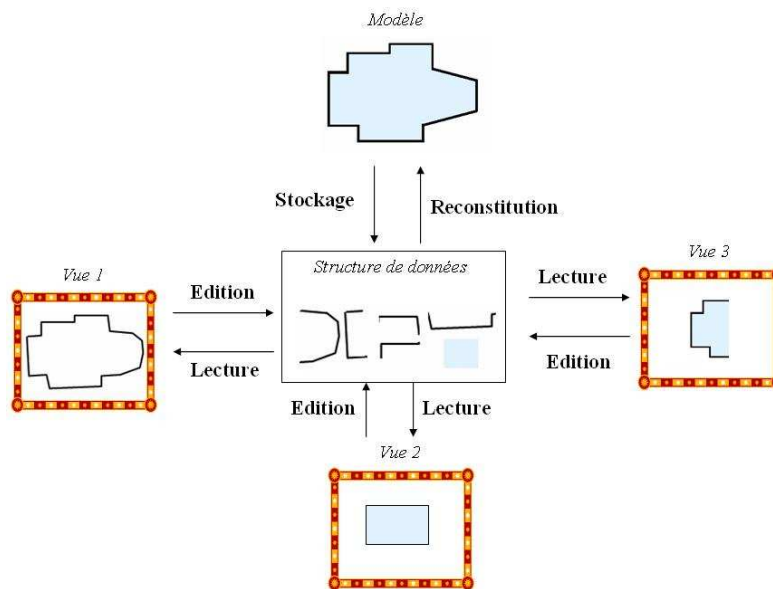 Modèle
Stockage
Reconstitution
Structure de données
Vue 1
Edition
Lecture
Lecture
Vue 3
Edition
Edition
Lecture
Vue 2